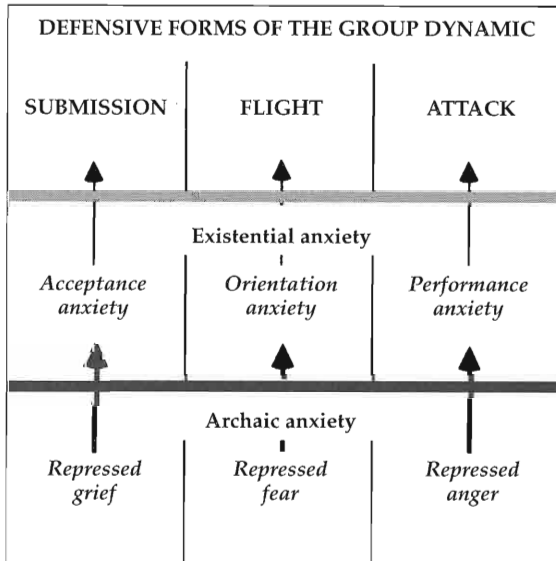 DEFENSIVE FORMS OF THE GROUP DYNAMIC
SUBMISSION FLIGHT ATTACK
Existential anxiety
Acceptance Orientation Performance
anxiety anxiety anxiety
Archaic anxiety
Repressed Repressed Repressed
grief fear anger